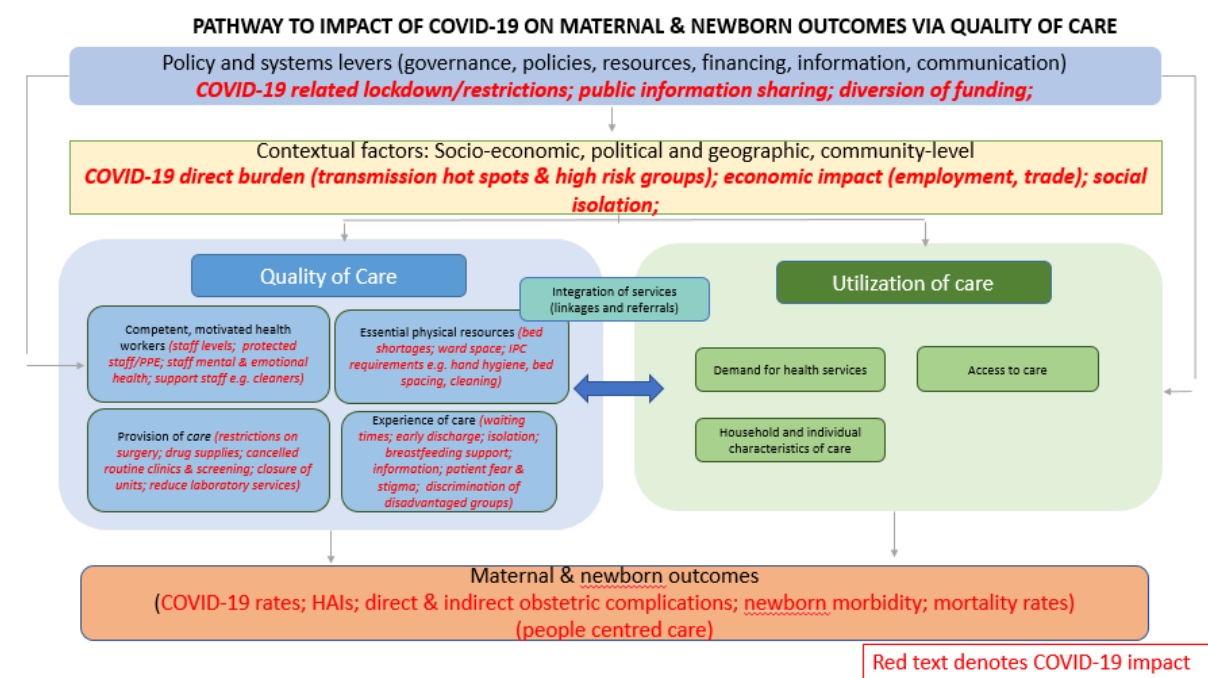 PATHWAY TO IMPACT OF COVID-19 ON MATERNAL & NEWBORN OUTCOMES VIA QUALITY OF CARE
Policy and systems levers (governance, policies, resources, financing, information, communication)
COVID-19 related lockdown/restrictions; public information sharing; diversion of funding;
Contextual factors: Socio-economic, political and geographic, community-level
COVID-19 direct burden (transmission hot spots & high risk groups); economic impact (employment, trade); social
isolation;
Quality of Care
Competent, motivated health
workers (staff levels; protected
staff/PPE; staff mental & emotional
health; support staff e.g. cleaners)
Essential physical resources (bed
shortages; ward space; IPC
requirements e.g. hand hygiene, bed
spacing, cleaning)
Provision of care (restrictions on
surgery; drug supplies; cancelled
routine clinics & screening; closure of
units; reduce laboratory services)
Experience of care (waiting
times; early discharge; isolation;
breastfeeding support;
information; patient fear &
stigma; discrimination of
disadvantaged groups)
Integration of services
(linkages and referrals)
Utilization of care
Demand for health services
Access to care
Household and individual
characteristics of care
Maternal & newborn outcomes
(COVID-19 rates; HAIs; direct & indirect obstetric complications; newborn morbidity; mortality rates)
(people centred care)
Red text denotes COVID-19 impact